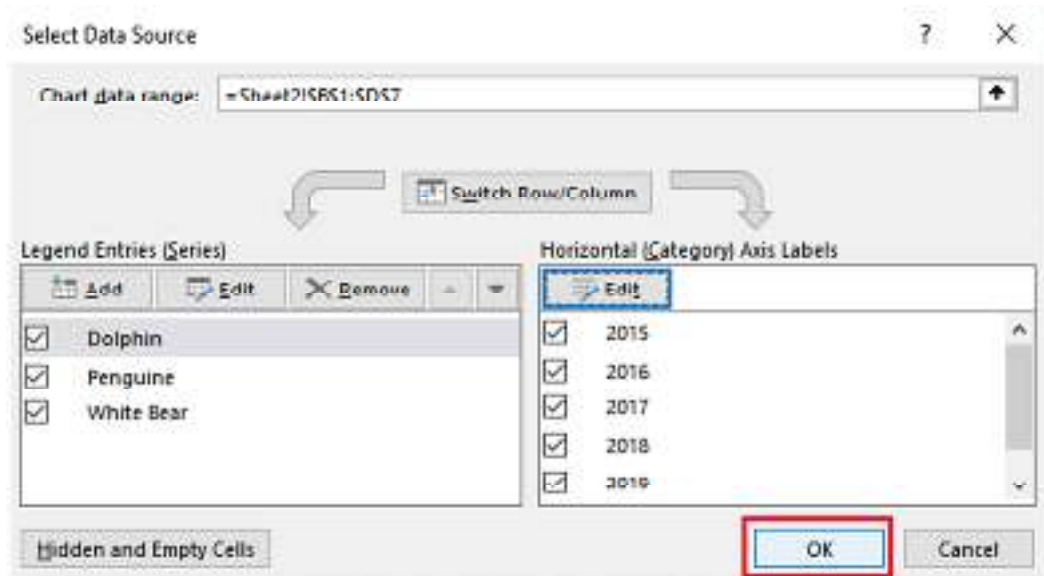 Select Data Source ?
Chart data range: =Sheet2!$B$1:$D$7
Switch Row/Column
Legend Entries (Series)
Add Edit Remove
Dolphin
Penguine
White Bear
Horizontal (Category) Axis Labels
Edit
2015
2016
2017
2018
2019
Hidden and Empty Cells
OK Cancel